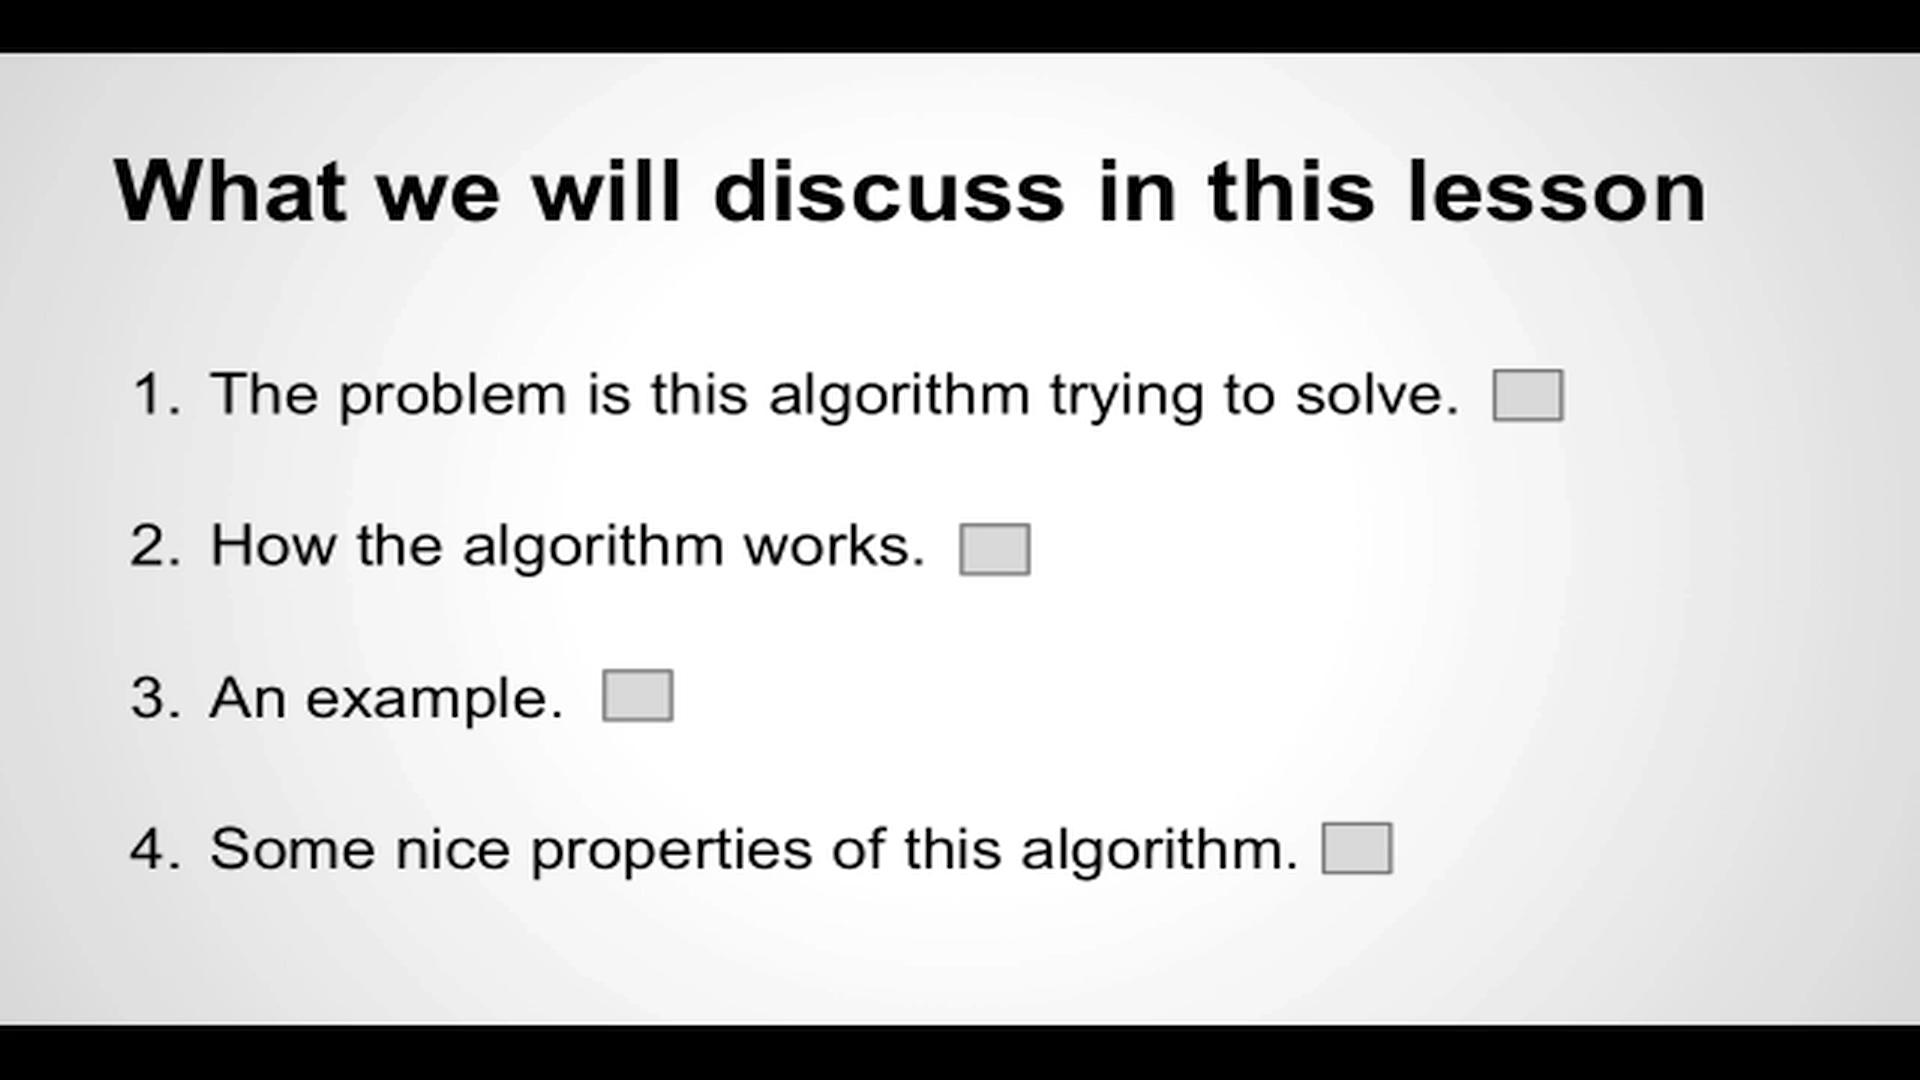 What we will discuss in this lesson
1. The problem is this algorithm trying to solve.
2. How the algorithm works.
3. An example.
4. Some nice properties of this algorithm.